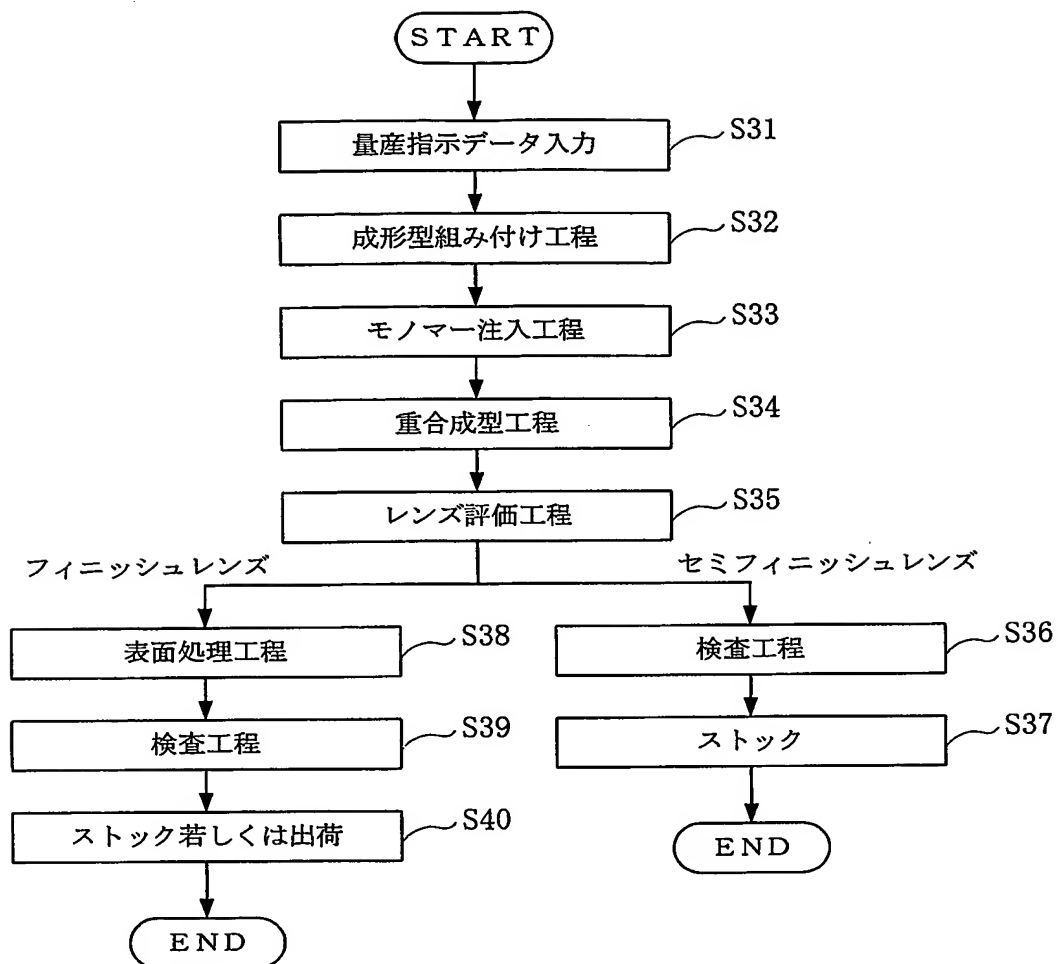 START
量産指示データ入力
S31
成形型組み付け工程
S32
モノマー注入工程
S33
重合成型工程
S34
レンズ評価工程
S35
フィニッシュレンズ
セミフィニッシュレンズ
表面処理工程
S38
検査工程
S36
検査工程
S39
ストック
S37
ストック若しくは出荷
S40
END
END